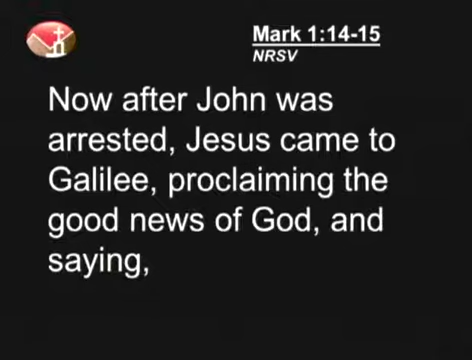 Mark 1:14-15
NRSV
Now after John was
arrested, Jesus came to
Galilee, proclaiming the
good news of God, and
saying,